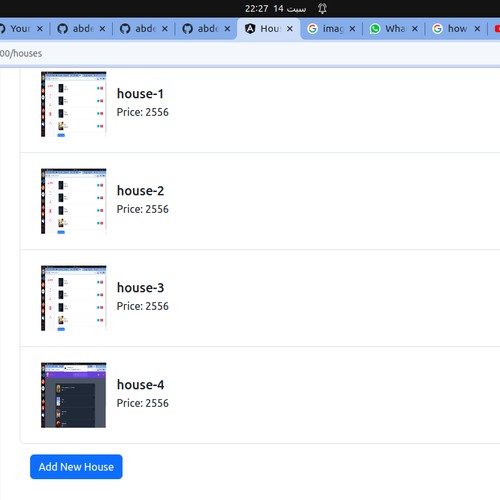 22:27 14 سبت
Your
abde
abde
abde
Hous
imag
Wha
how
00/houses
house-1
Price: 2556
house-2
Price: 2556
house-3
Price: 2556
house-4
Price: 2556
Add New House